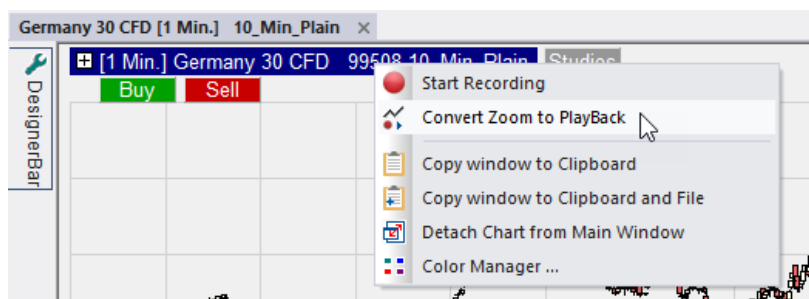 Germany 30 CFD [1 Min.] 10_Min_Plain
[1 Min.] Germany 30 CFD 99508 10_Min_Plain Studies
Buy Sell
DesignerBar
Start Recording
Convert Zoom to PlayBack
Copy window to Clipboard
Copy window to Clipboard and File
Detach Chart from Main Window
Color Manager ...